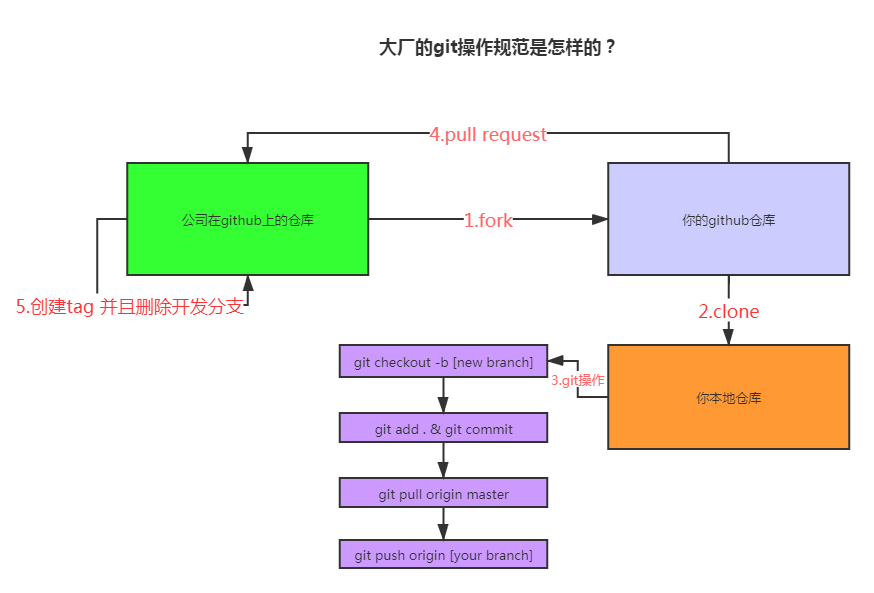 大厂的git操作规范是怎样的？
4.pull request
公司在github上的仓库
1.fork
你的github仓库
5.创建tag 并且删除开发分支
2.clone
git checkout -b [new branch]
3.git操作
你本地仓库
git add . & git commit
git pull origin master
git push origin [your branch]